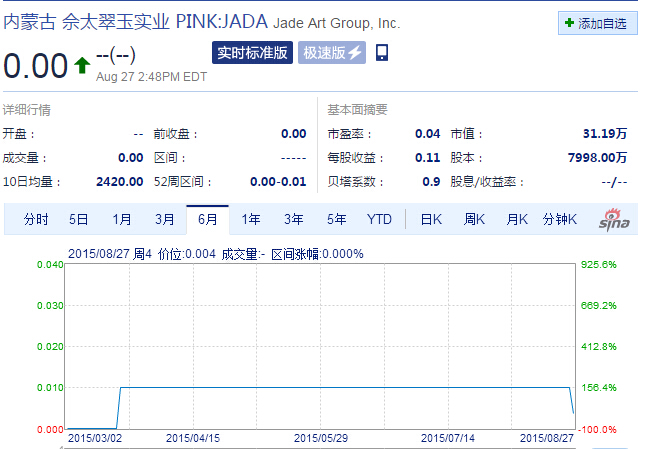 内蒙古 佘太翠玉实业 PINK:JADA Jade Art Group, Inc.
添加自选
0.00 --(--)
实时标准版 极速版
Aug 27 2:48PM EDT
详细行情 基本面摘要
开盘： -- 前收盘： 0.00 市盈率： 0.04 市值： 31.19万
成交量： 0.00 区间： ----- 每股收益： 0.11 股本： 7998.00万
10日均量： 2420.00 52周区间： 0.00-0.01 贝塔系数： 0.9 股息/收益率： --/--
分时 5日 1月 3月 6月 1年 3年 5年 YTD 日K 周K 月K 分钟K sina
2015/08/27 周4 价位:0.004 成交量:- 区间涨幅:0.000%
0.040 925.6%
0.030 669.2%
0.020 412.8%
0.010 156.4%
0.000 -100.0%
2015/03/02 2015/04/15 2015/05/29 2015/07/14 2015/08/27